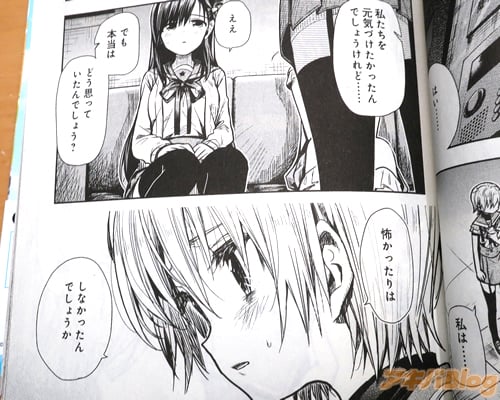 はい…
私は……
私たちを
元気づけたかったん
でしょうけれど……
ええ
でも
本当は
どう思って
いたんでしょう?
怖かったりは
しなかったん
でしょうか
アキバBlog